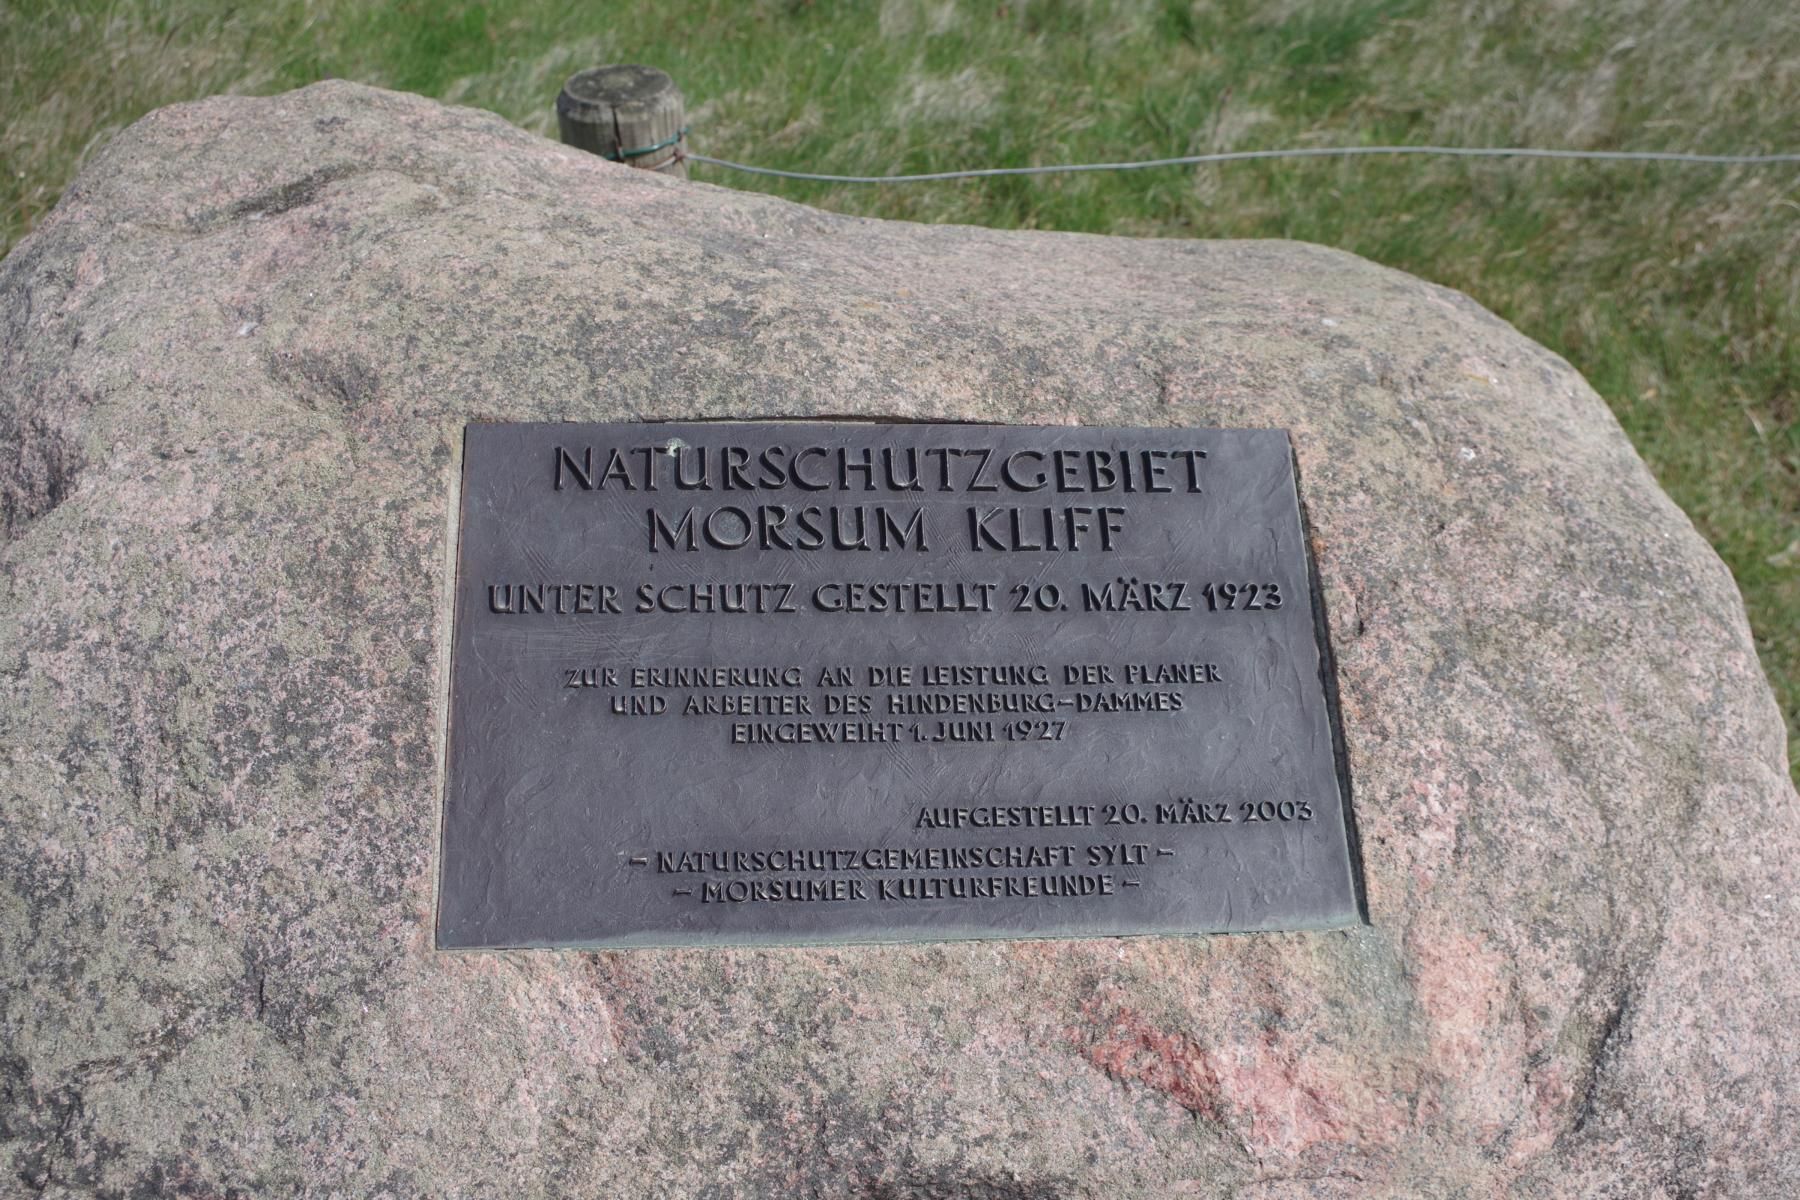 NATURSCHUTZGEBIET
MORSUM KLIFF
UNTER SCHUTZ GESTELLT 20. MÄRZ 1923
ZUR ERINNERUNG AN DIE LEISTUNG DER PLANER
UND ARBEITER DES HINDENBURG-DAMMES
EINGEWEIHT 1. JUNI 1927
AUFGESTELLT 20. MÄRZ 2003
- NATURSCHUTZGEMEINSCHAFT SYLT -
- MORSUMER KULTURFREUNDE -